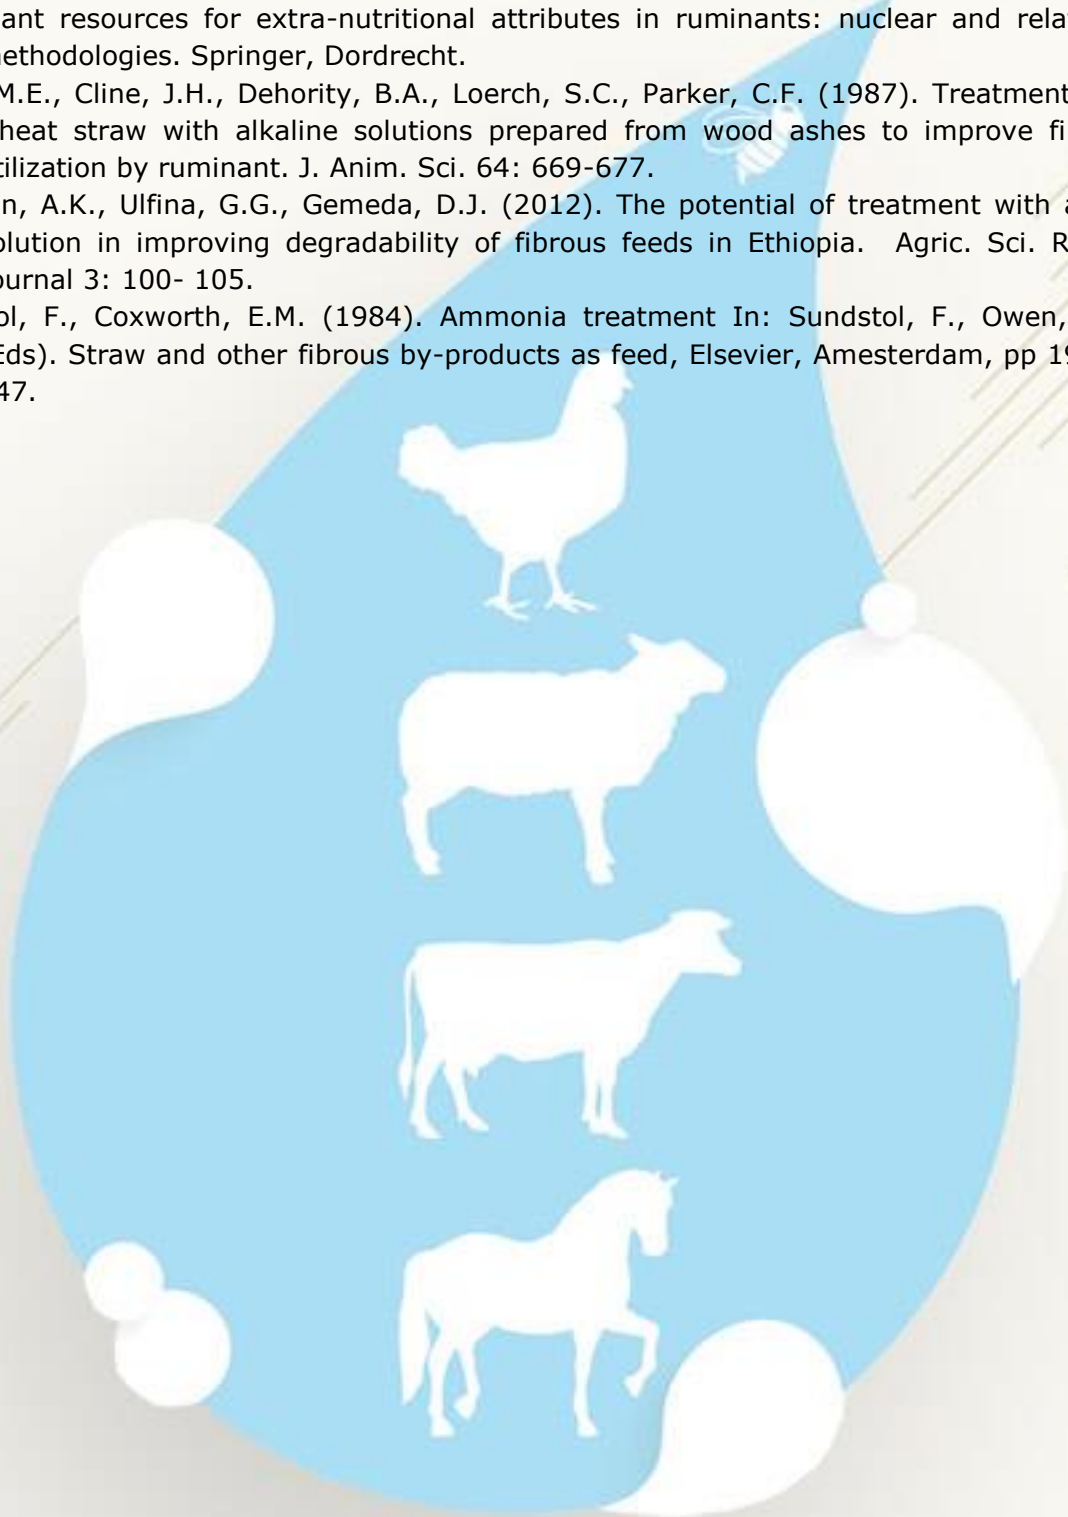 ant resources for extra-nutritional attributes in ruminants: nuclear and rela
ethodologies. Springer, Dordrecht.
M.E., Cline, J.H., Dehority, B.A., Loerch, S.C., Parker, C.F. (1987). Treatment
heat straw with alkaline solutions prepared from wood ashes to improve fi
tilization by ruminant. J. Anim. Sci. 64: 669-677.
n, A.K., Ulfina, G.G., Gemeda, D.J. (2012). The potential of treatment with a
olution in improving degradability of fibrous feeds in Ethiopia. Agric. Sci. R
ournal 3: 100- 105.
ol, F., Coxworth, E.M. (1984). Ammonia treatment In: Sundstol, F., Owen,
Eds). Straw and other fibrous by-products as feed, Elsevier, Amesterdam, pp 19
47.